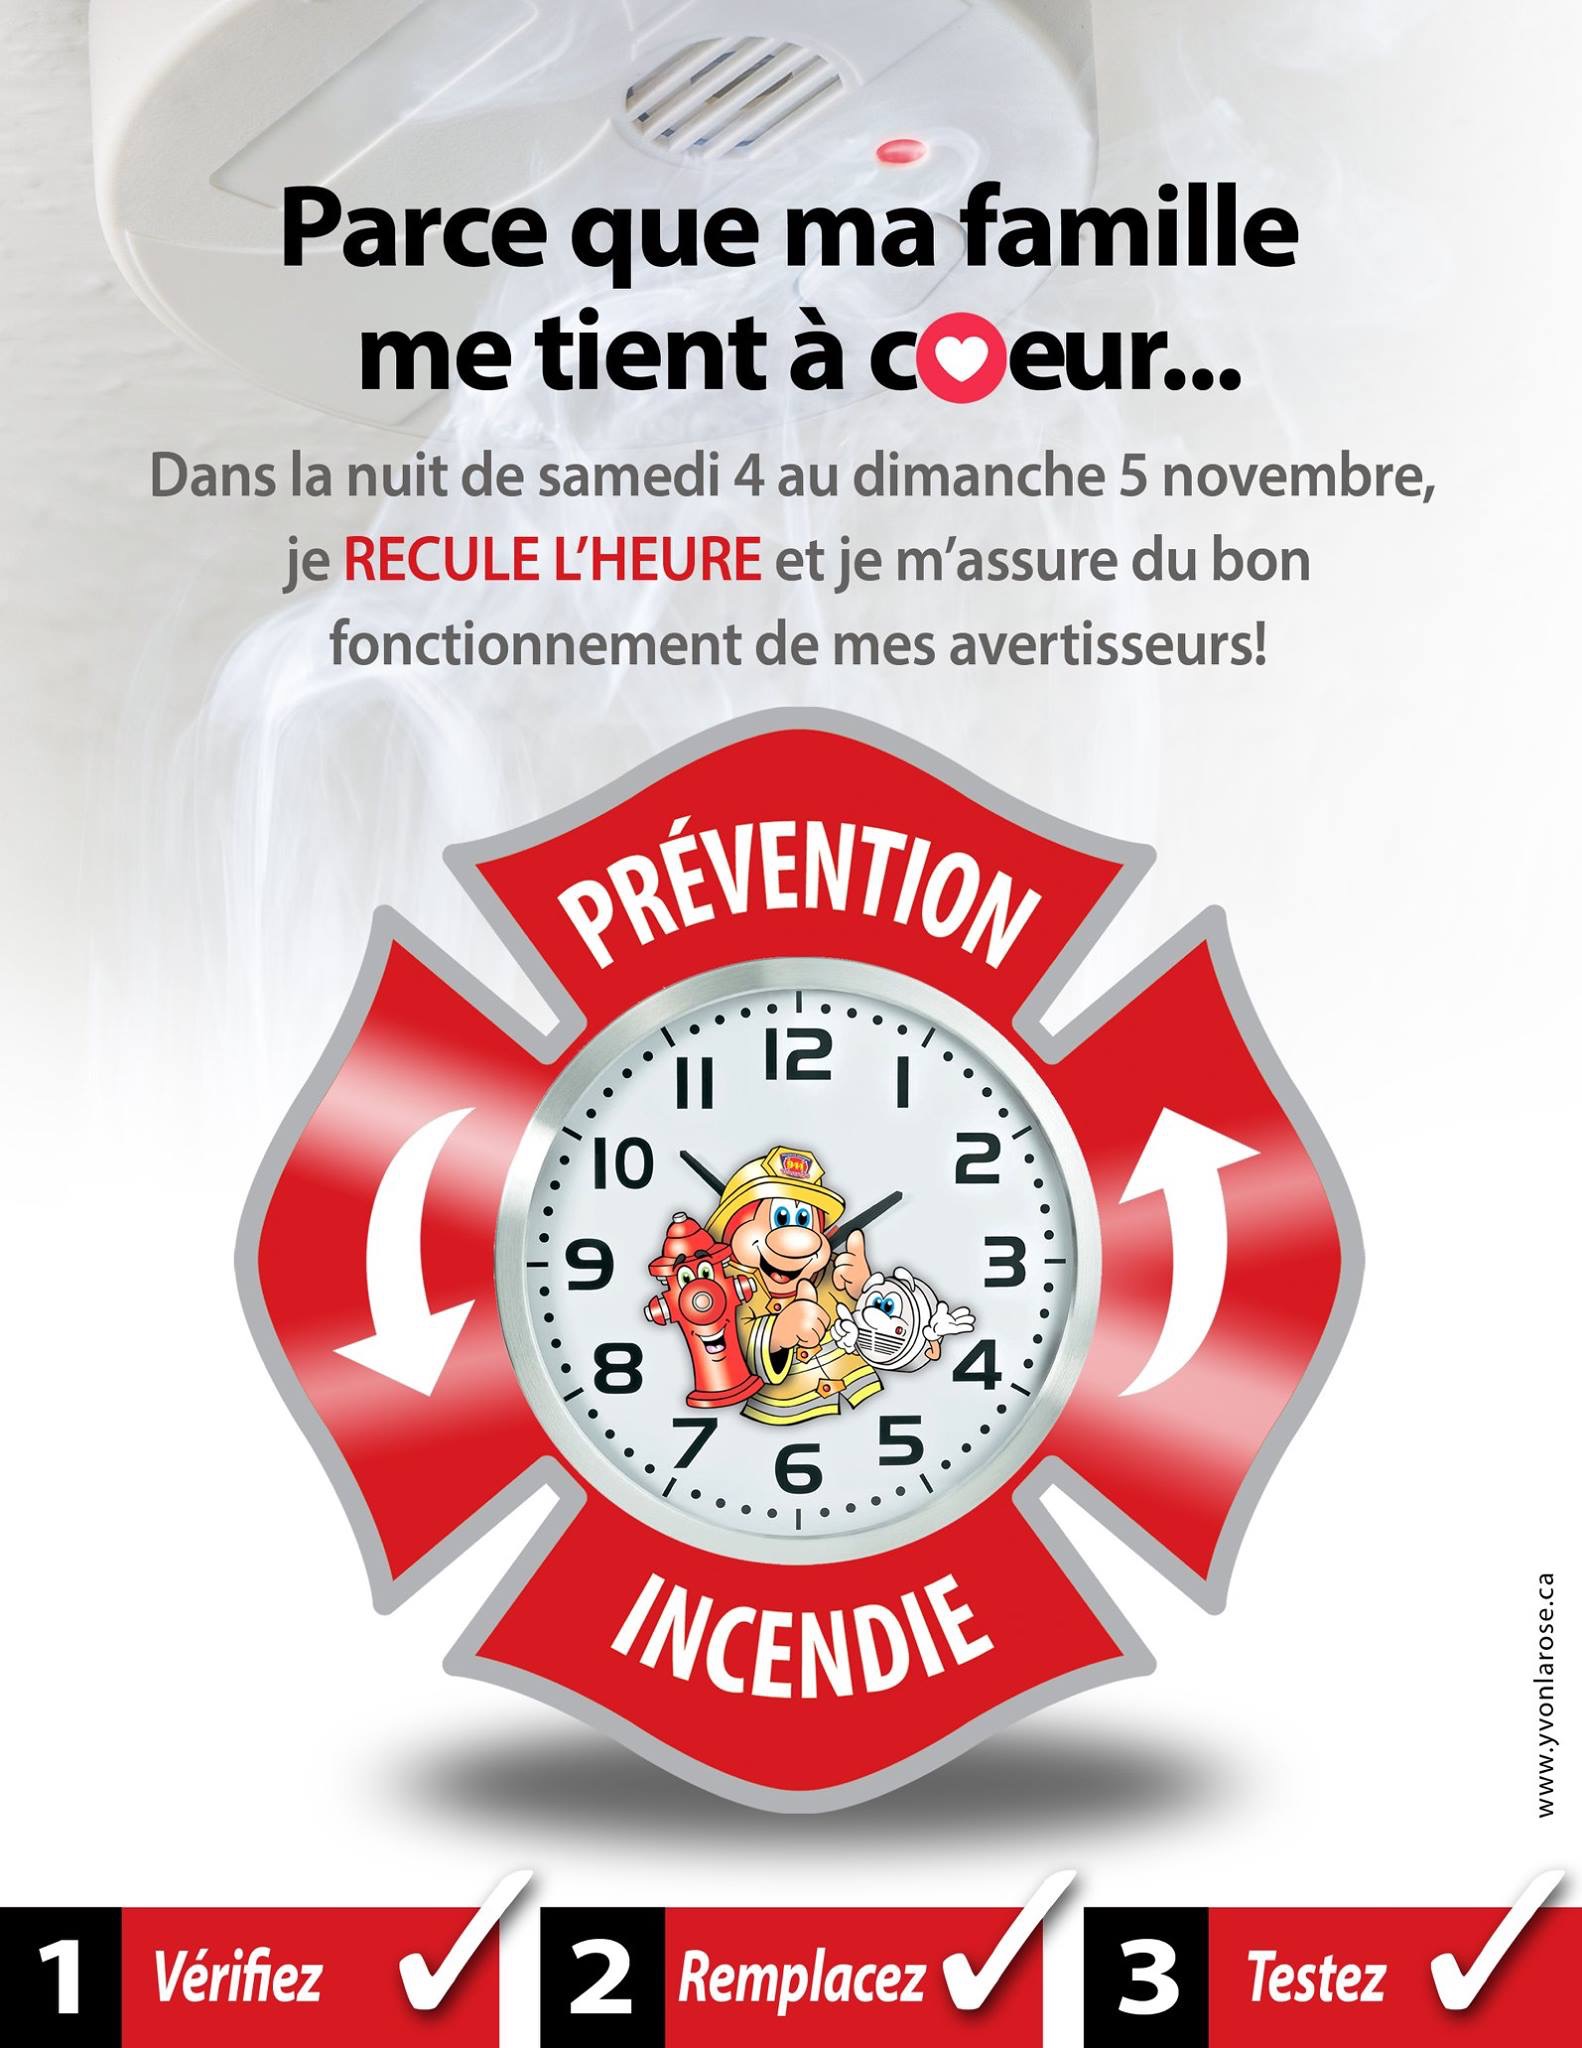 Parce que ma famille
me tient à coeur...
Dans la nuit de samedi 4 au dimanche 5 novembre,
je RECULE L'HEURE et je m'assure du bon
fonctionnement de mes avertisseurs!
PRÉVENTION
12
1
2
3
4
5
6
7
8
9
10
11
INCENDIE
www.yvonlarose.ca
1 Vérifiez
2 Remplacez
3 Testez